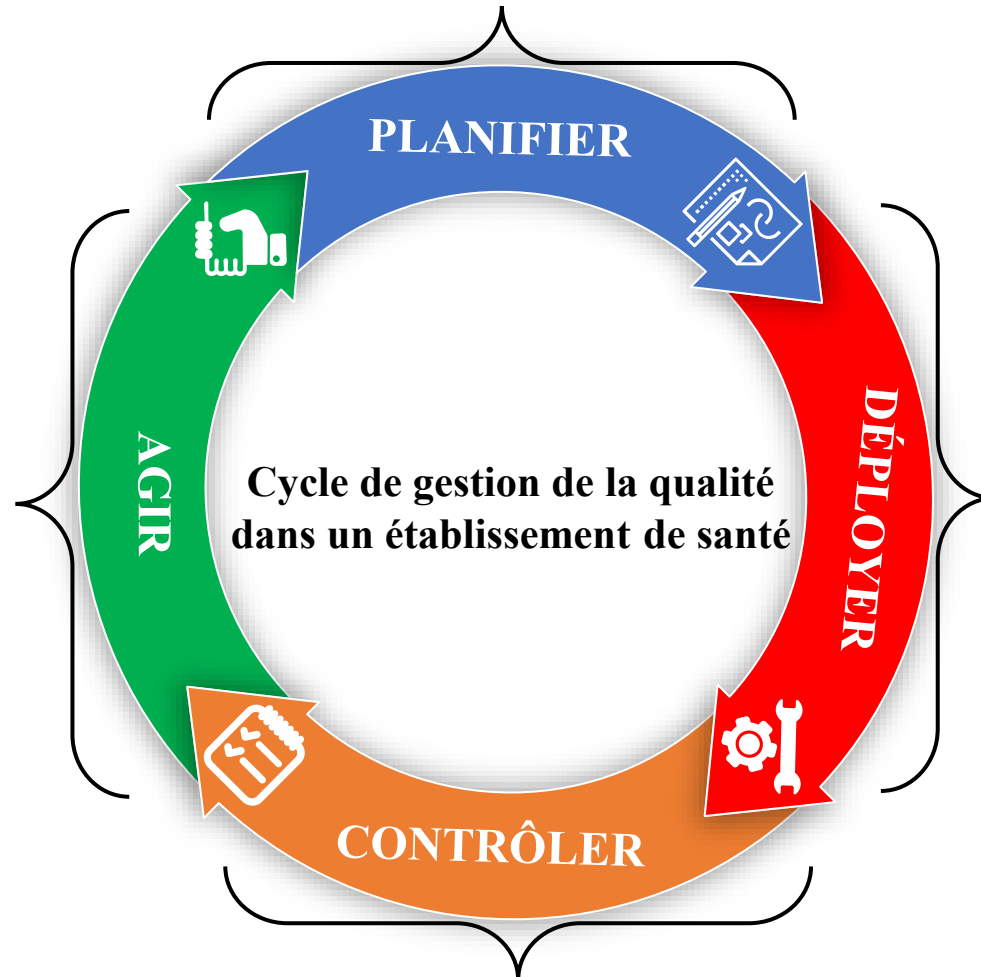 PLANIFIER
DÉPLOYER
Cycle de gestion de la qualité
dans un établissement de santé
AGIR
CONTRÔLER